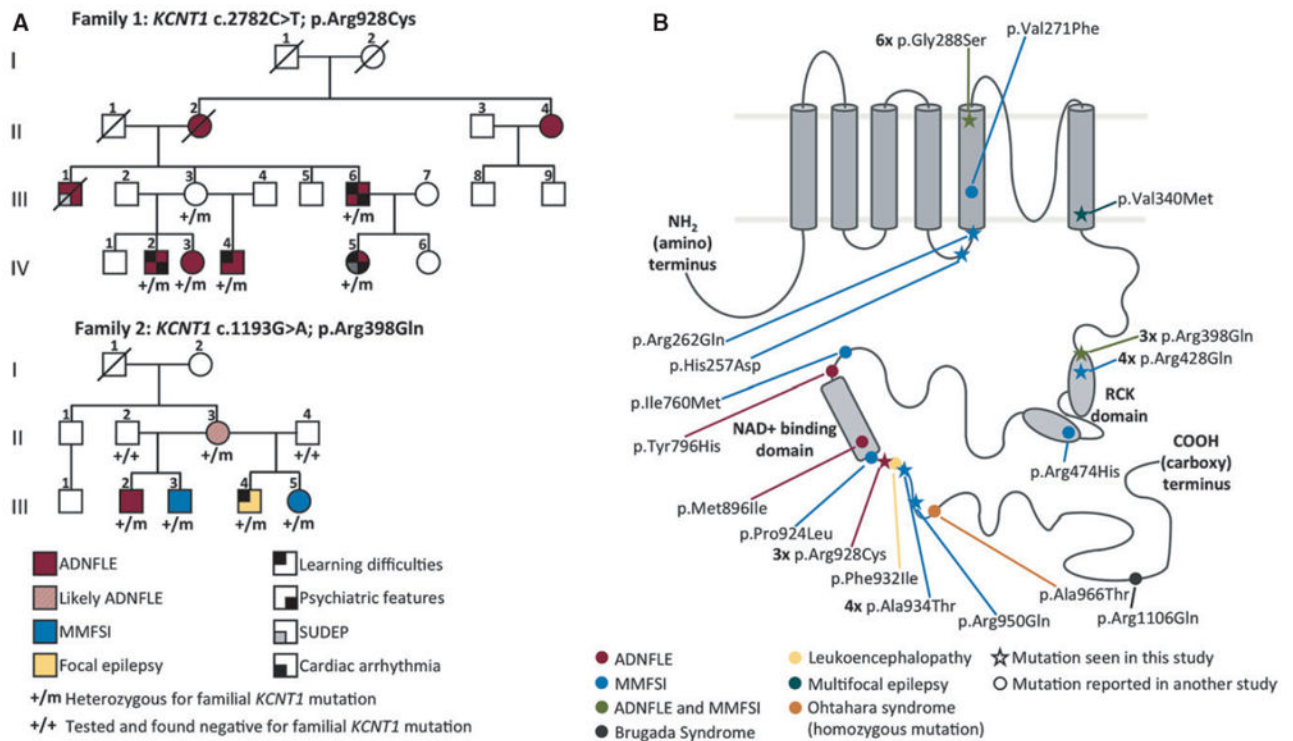 A
Family 1: KCNT1 c.2782C>T; p.Arg928Cys
I
1
2
II
1
2
3
4
III
1
2
3
4
5
6
7
8
9
+/m
+/m
IV
1
2
3
4
5
6
+/m
+/m
+/m
+/m
Family 2: KCNT1 c.1193G>A; p.Arg398Gln
I
1
2
II
1
2
3
4
+/+
+/m
+/+
III
1
2
3
4
5
+/m
+/m
+/m
+/m
ADNFLE
Likely ADNFLE
MMFSI
Focal epilepsy
Learning difficulties
Psychiatric features
SUDEP
Cardiac arrhythmia
+/m Heterozygous for familial KCNT1 mutation
+/+ Tested and found negative for familial KCNT1 mutation
B
6x p.Gly288Ser
p.Val271Phe
p.Val340Met
NH2
(amino)
terminus
p.Arg262Gln
p.His257Asp
p.Ile760Met
p.Tyr796His
NAD+ binding
domain
3x p.Arg398Gln
4x p.Arg428Gln
RCK
domain
p.Arg474His
COOH
(carboxy)
terminus
p.Met896Ile
p.Pro924Leu
3x p.Arg928Cys
p.Phe932Ile
4x p.Ala934Thr
p.Arg950Gln
p.Ala966Thr
p.Arg1106Gln
ADNFLE
MMFSI
ADNFLE and MMFSI
Brugada Syndrome
Leukoencephalopathy
Multifocal epilepsy
Ohtahara syndrome
(homozygous mutation)
Mutation seen in this study
Mutation reported in another study